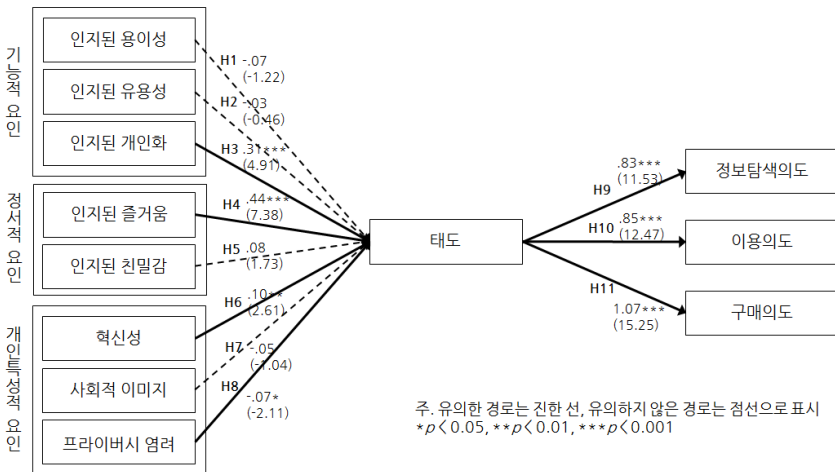 기능적 요인
인지된 용이성
인지된 유용성
인지된 개인화
정서적 요인
인지된 즐거움
인지된 친밀감
개인특성적 요인
혁신성
사회적 이미지
프라이버시 염려
H1 -.07
(-1.22)
H2 -.03
(-0.46)
H3 .31***
(4.91)
H4 .44***
(7.38)
H5 .08
(1.73)
H6 .10**
(2.61)
H7 -.05
(-1.04)
H8 -.07*
(-2.11)
태도
H9 .83***
(11.53)
H10 .85***
(12.47)
H11 1.07***
(15.25)
정보탐색의도
이용의도
구매의도
주. 유의한 경로는 진한 선, 유의하지 않은 경로는 점선으로 표시
*p<0.05, **p<0.01, ***p<0.001